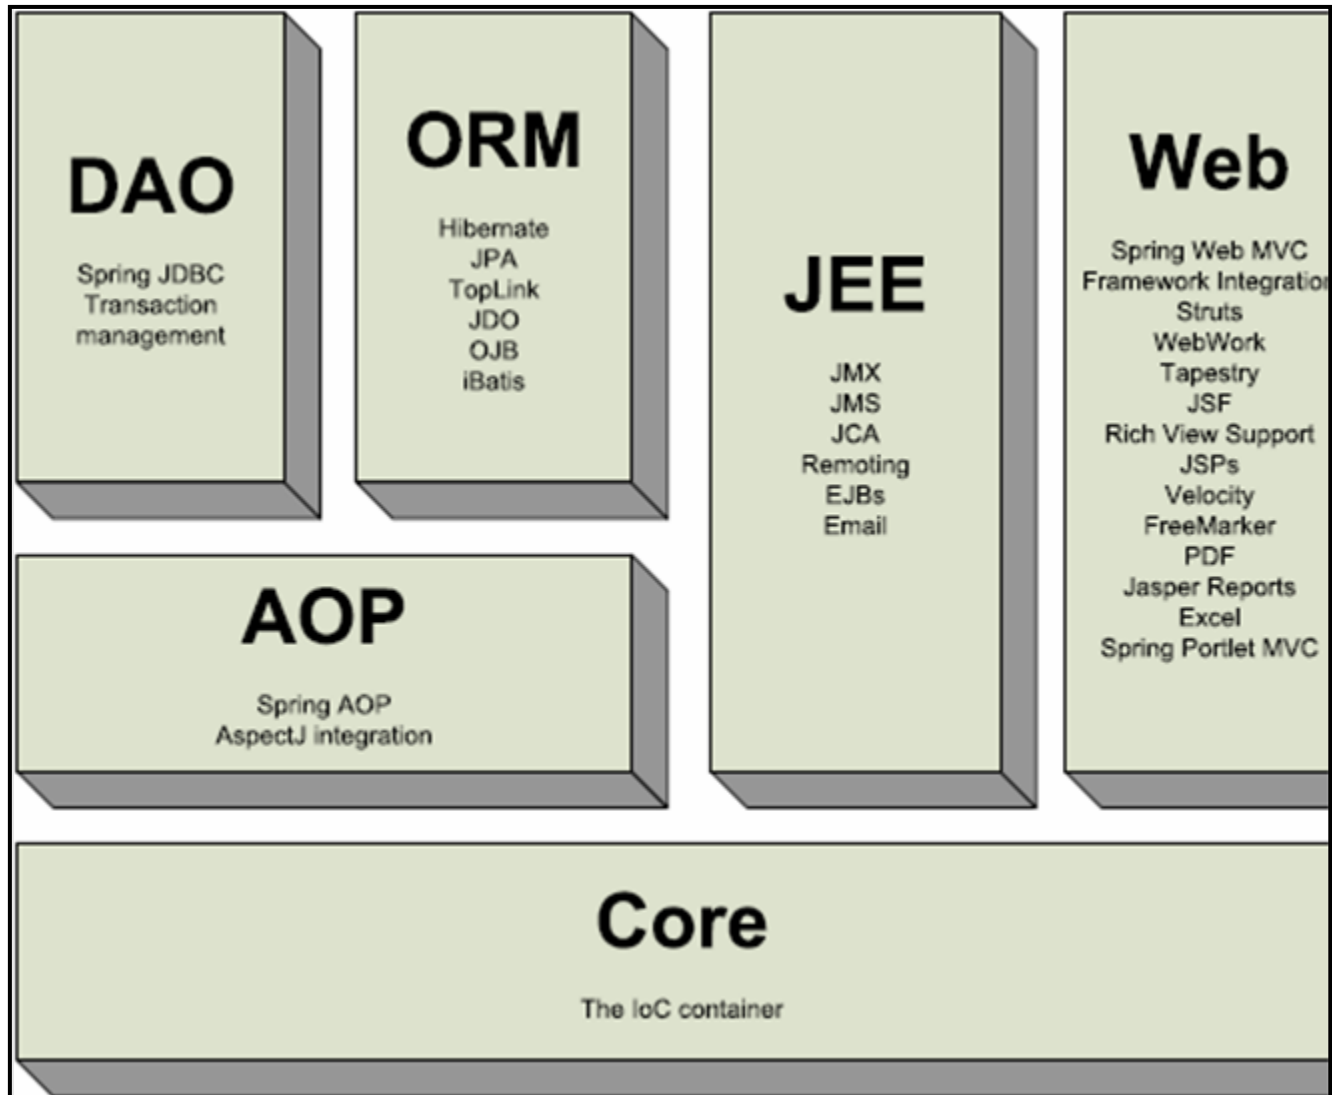 DAO
Spring JDBC
Transaction
management
ORM
Hibernate
JPA
TopLink
JDO
OJB
iBatis
JEE
JMX
JMS
JCA
Remoting
EJBs
Email
Web
Spring Web MVC
Framework Integration
Struts
WebWork
Tapestry
JSF
Rich View Support
JSPs
Velocity
FreeMarker
PDF
Jasper Reports
Excel
Spring Portlet MVC
AOP
Spring AOP
AspectJ integration
Core
The IoC container